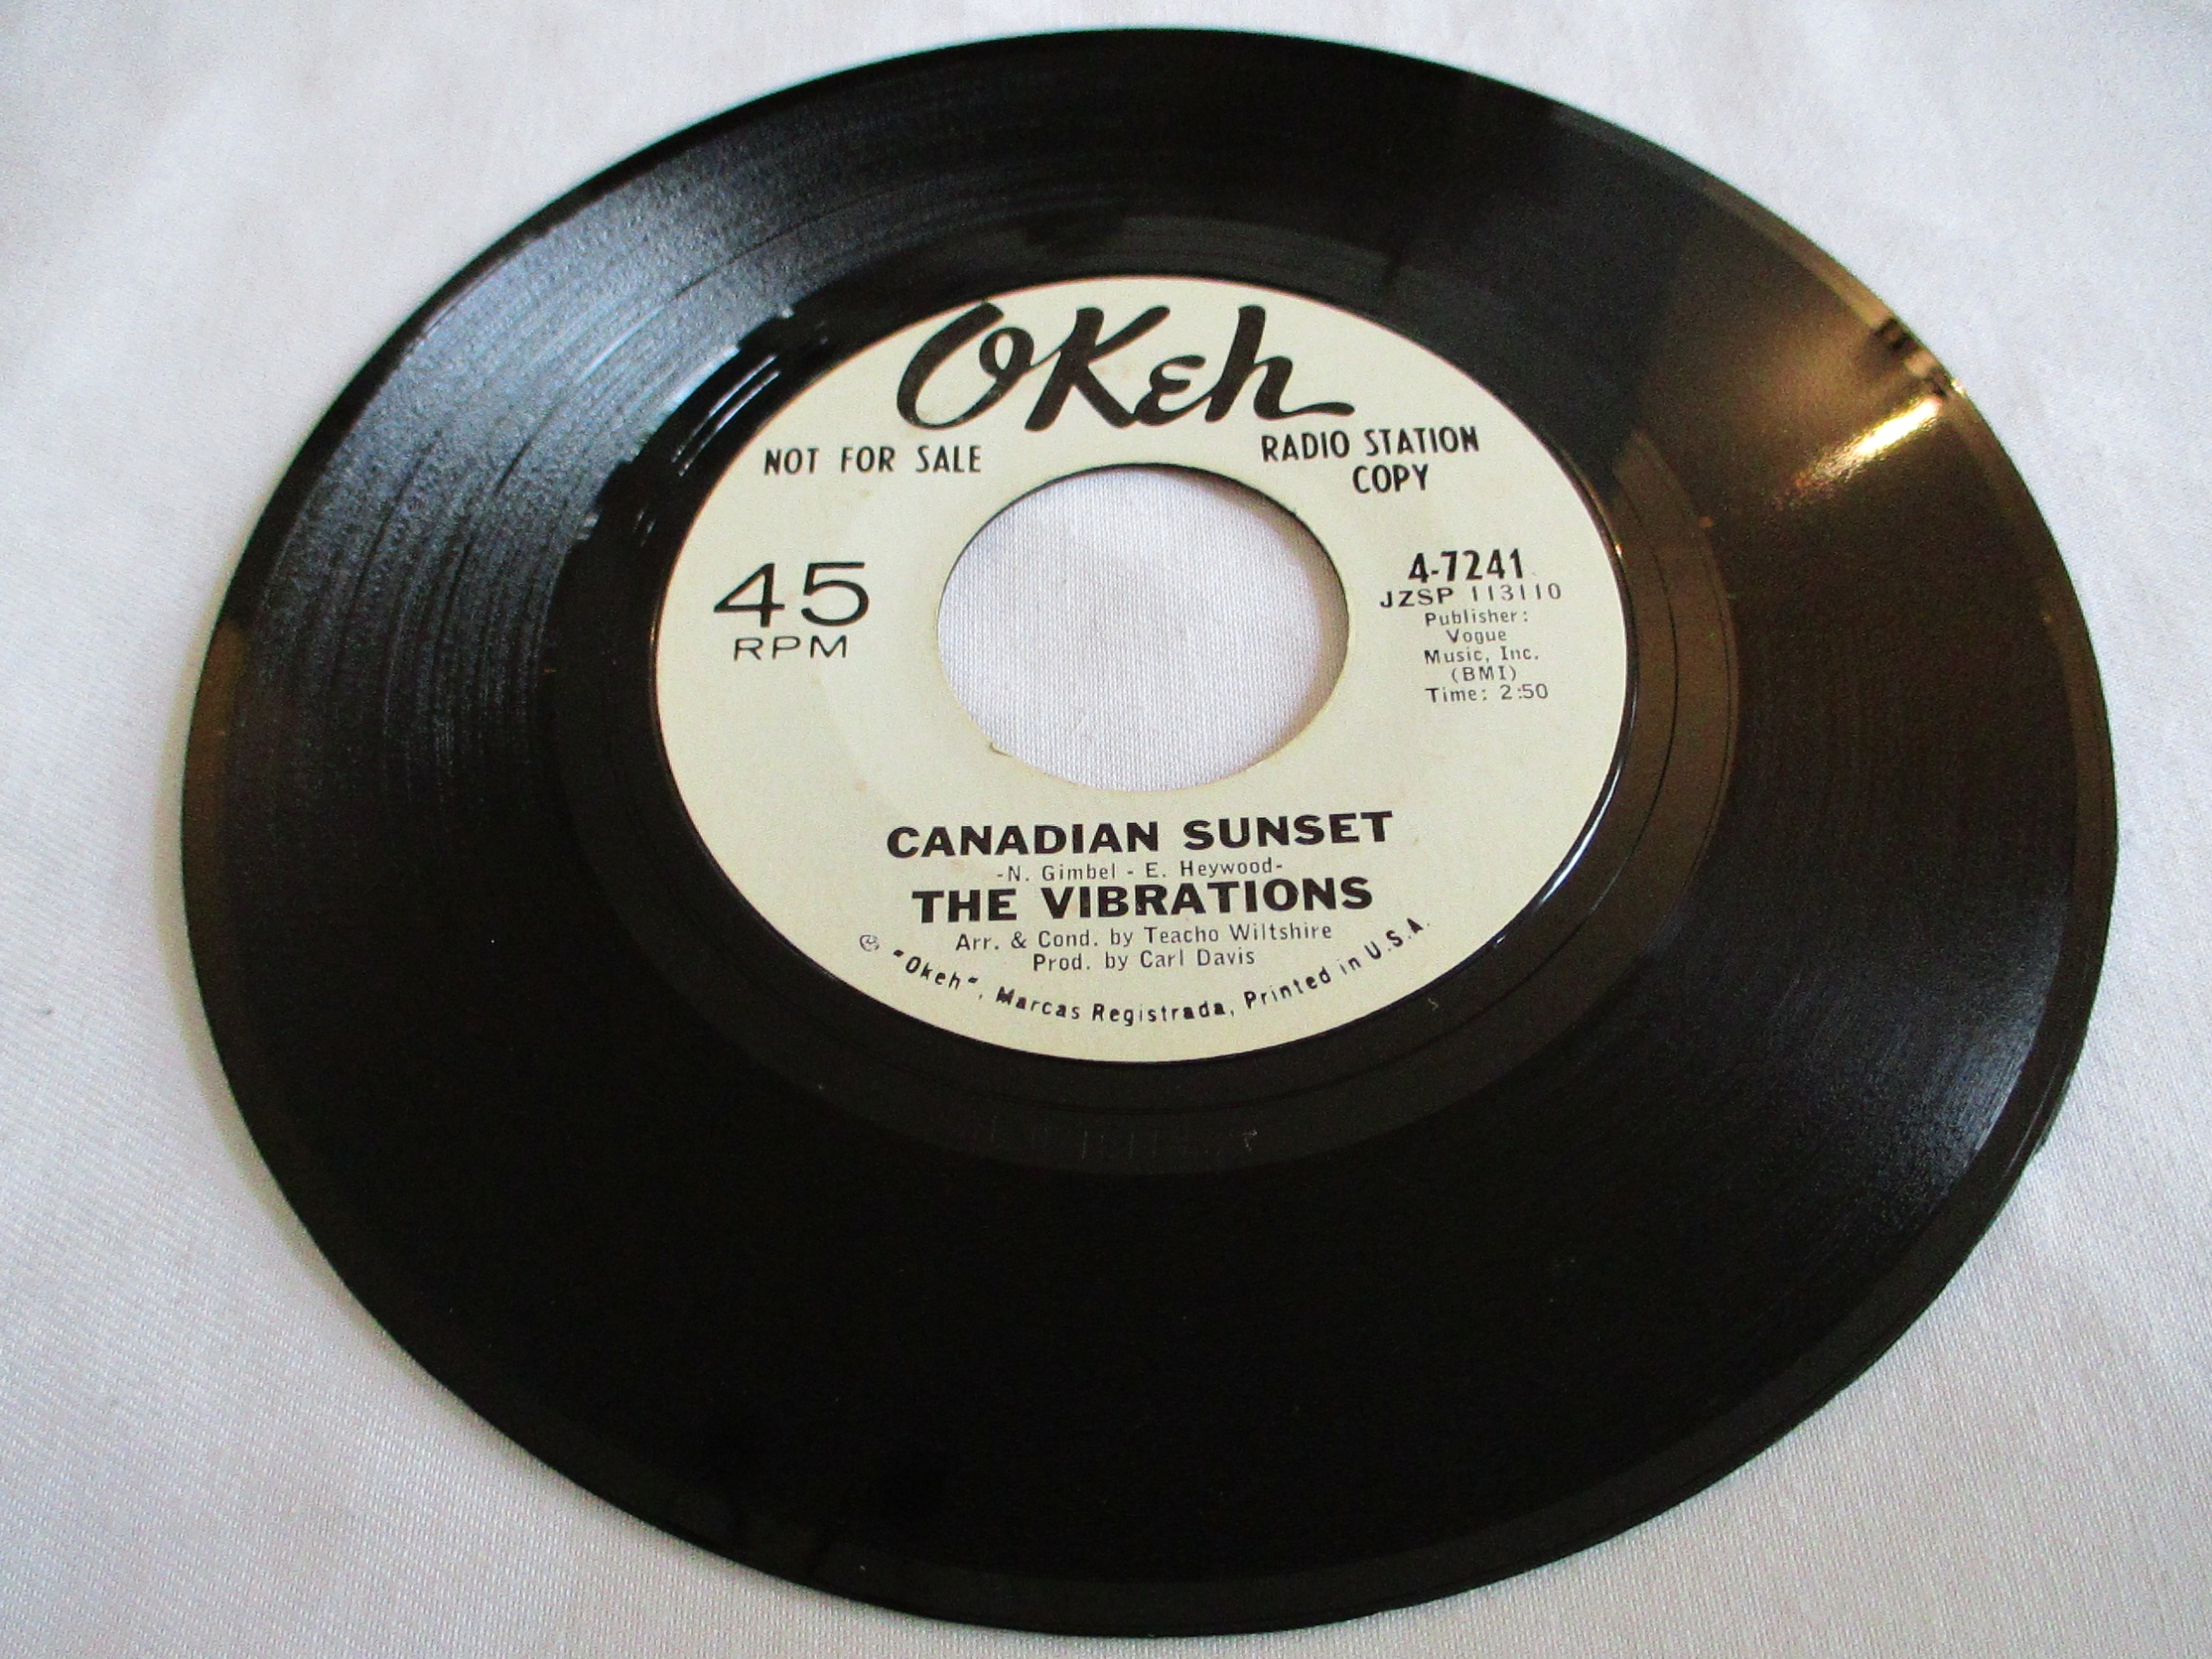 OKeh
NOT FOR SALE
RADIO STATION
COPY
45
RPM
4-7241
JZSP 113110
Publisher:
Vogue
Music, Inc.
(BMI)
Time: 2:50
CANADIAN SUNSET
-N. Gimbel - E. Heywood-
THE VIBRATIONS
Arr. & Cond. by Teacho Wiltshire
Prod. by Carl Davis
"Okeh", Marcas Registrada, Printed in U.S.A.